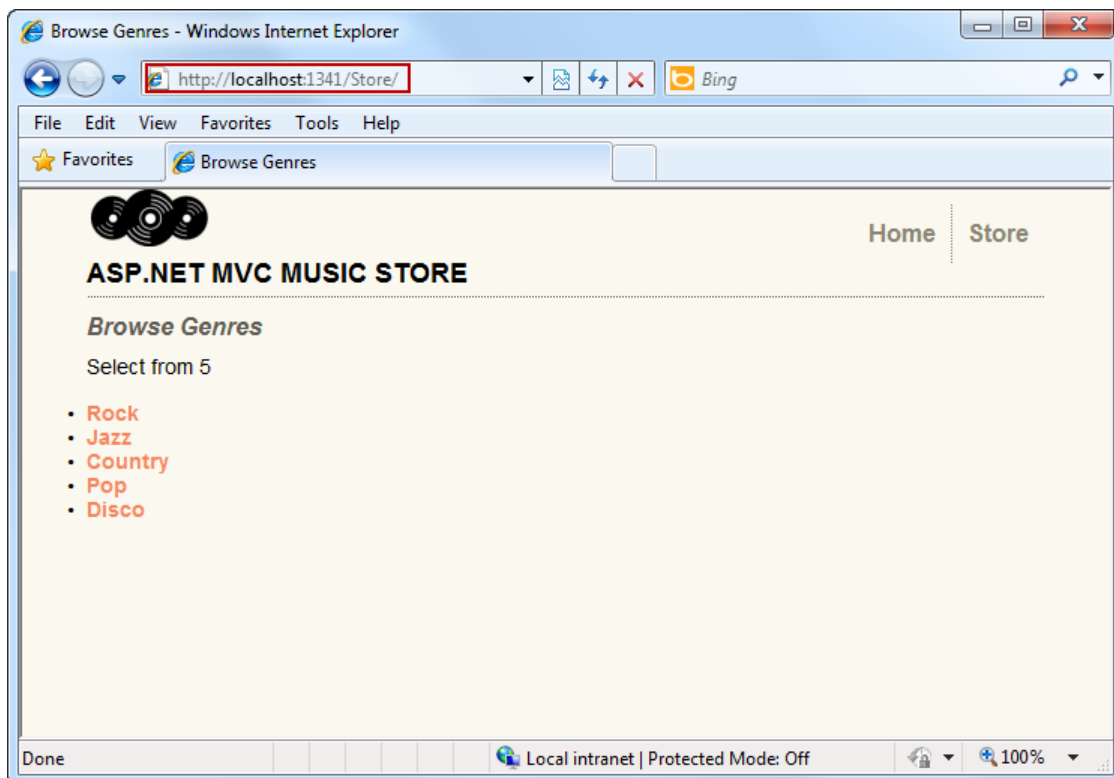 Browse Genres - Windows Internet Explorer
http://localhost:1341/Store/
Bing
File Edit View Favorites Tools Help
Favorites
Browse Genres
Home Store
ASP.NET MVC MUSIC STORE
Browse Genres
Select from 5
• Rock
• Jazz
• Country
• Pop
• Disco
Done
Local intranet | Protected Mode: Off
100%